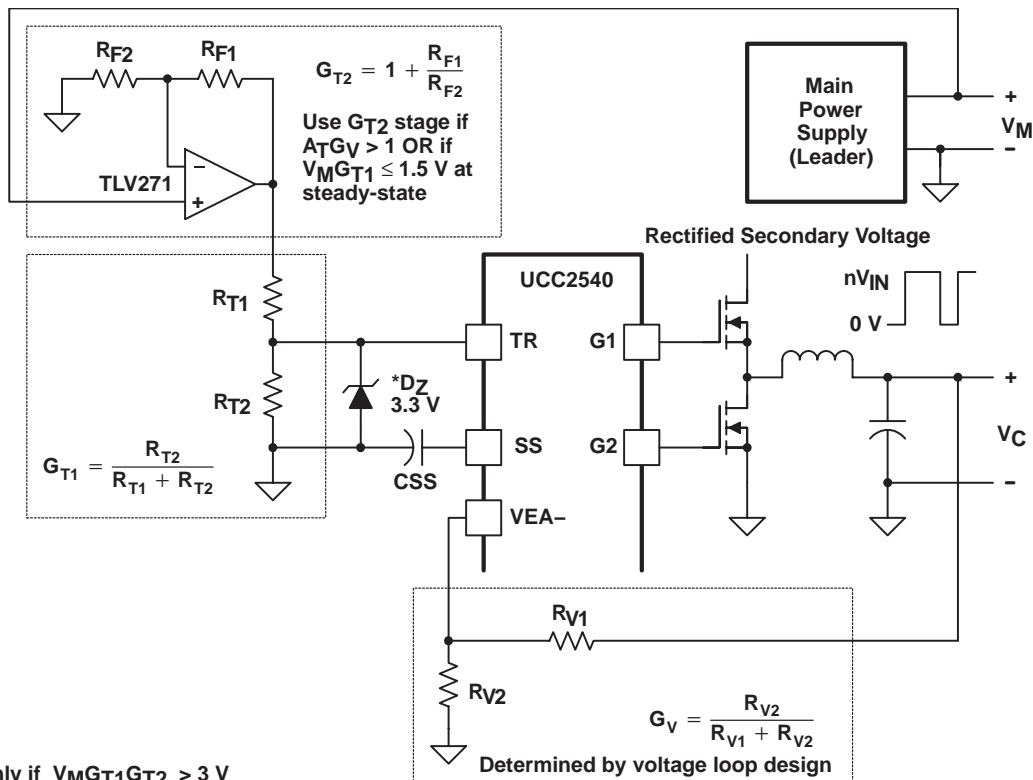 RF2
RF1
GT2 = 1 + RF1 / RF2
Use GT2 stage if
ATGV > 1 OR if
VMGT1 ≤ 1.5 V at
steady-state
−
+
TLV271
Main
Power
Supply
(Leader)
+
VM
-
Rectified Secondary Voltage
nVIN
0 V
RT1
RT2
GT1 = RT2 / RT1 + RT2
*DZ
3.3 V
CSS
UCC2540
TR
SS
VEA−
G1
G2
+
VC
-
RV1
RV2
GV = RV2 / RV1 + RV2
Determined by voltage loop design
only if VMGT1GT2 > 3 V